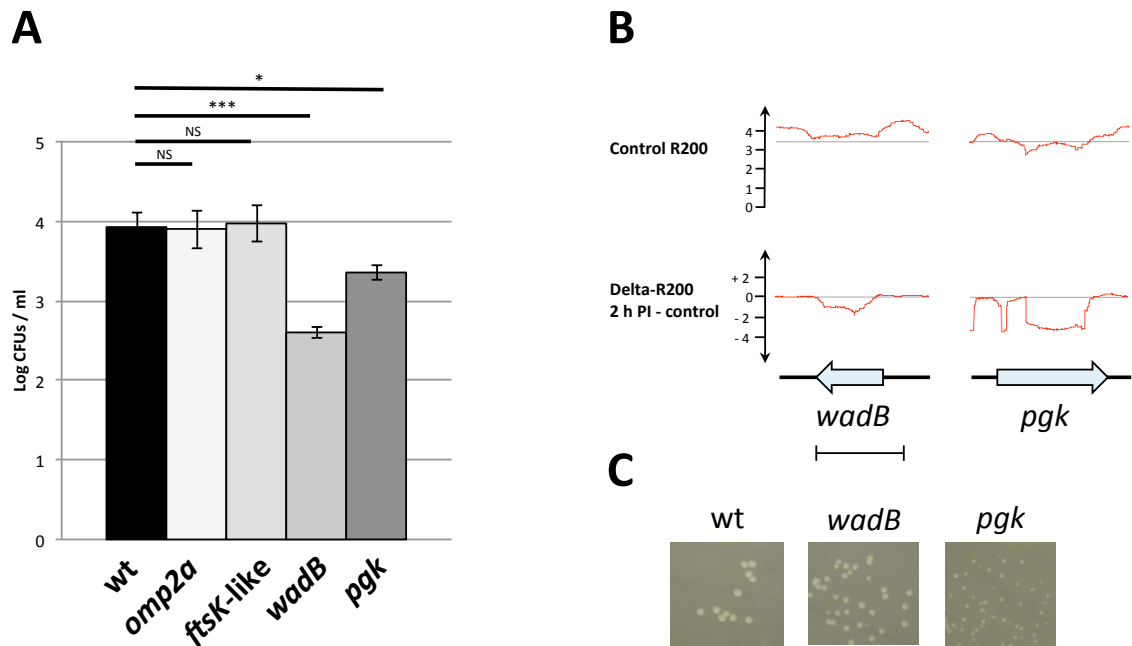 A
*
***
NS
NS
5
4
3
2
1
0
Log CFUs / ml
wt
omp2a
ftsK-like
wadB
pgk
B
Control R200
4
3
2
1
0
Delta-R200
2 h PI - control
+ 2
0
- 2
- 4
wadB
pgk
C
wt
wadB
pgk